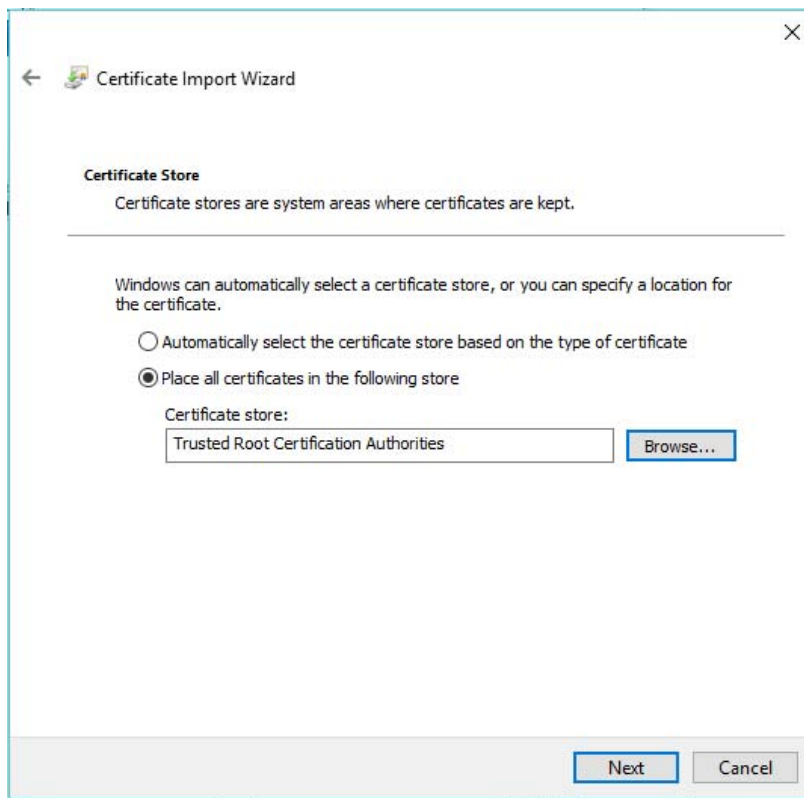 Certificate Import Wizard
Certificate Store
Certificate stores are system areas where certificates are kept.
Windows can automatically select a certificate store, or you can specify a location for
the certificate.
Automatically select the certificate store based on the type of certificate
Place all certificates in the following store
Certificate store:
Trusted Root Certification Authorities
Browse...
Next
Cancel